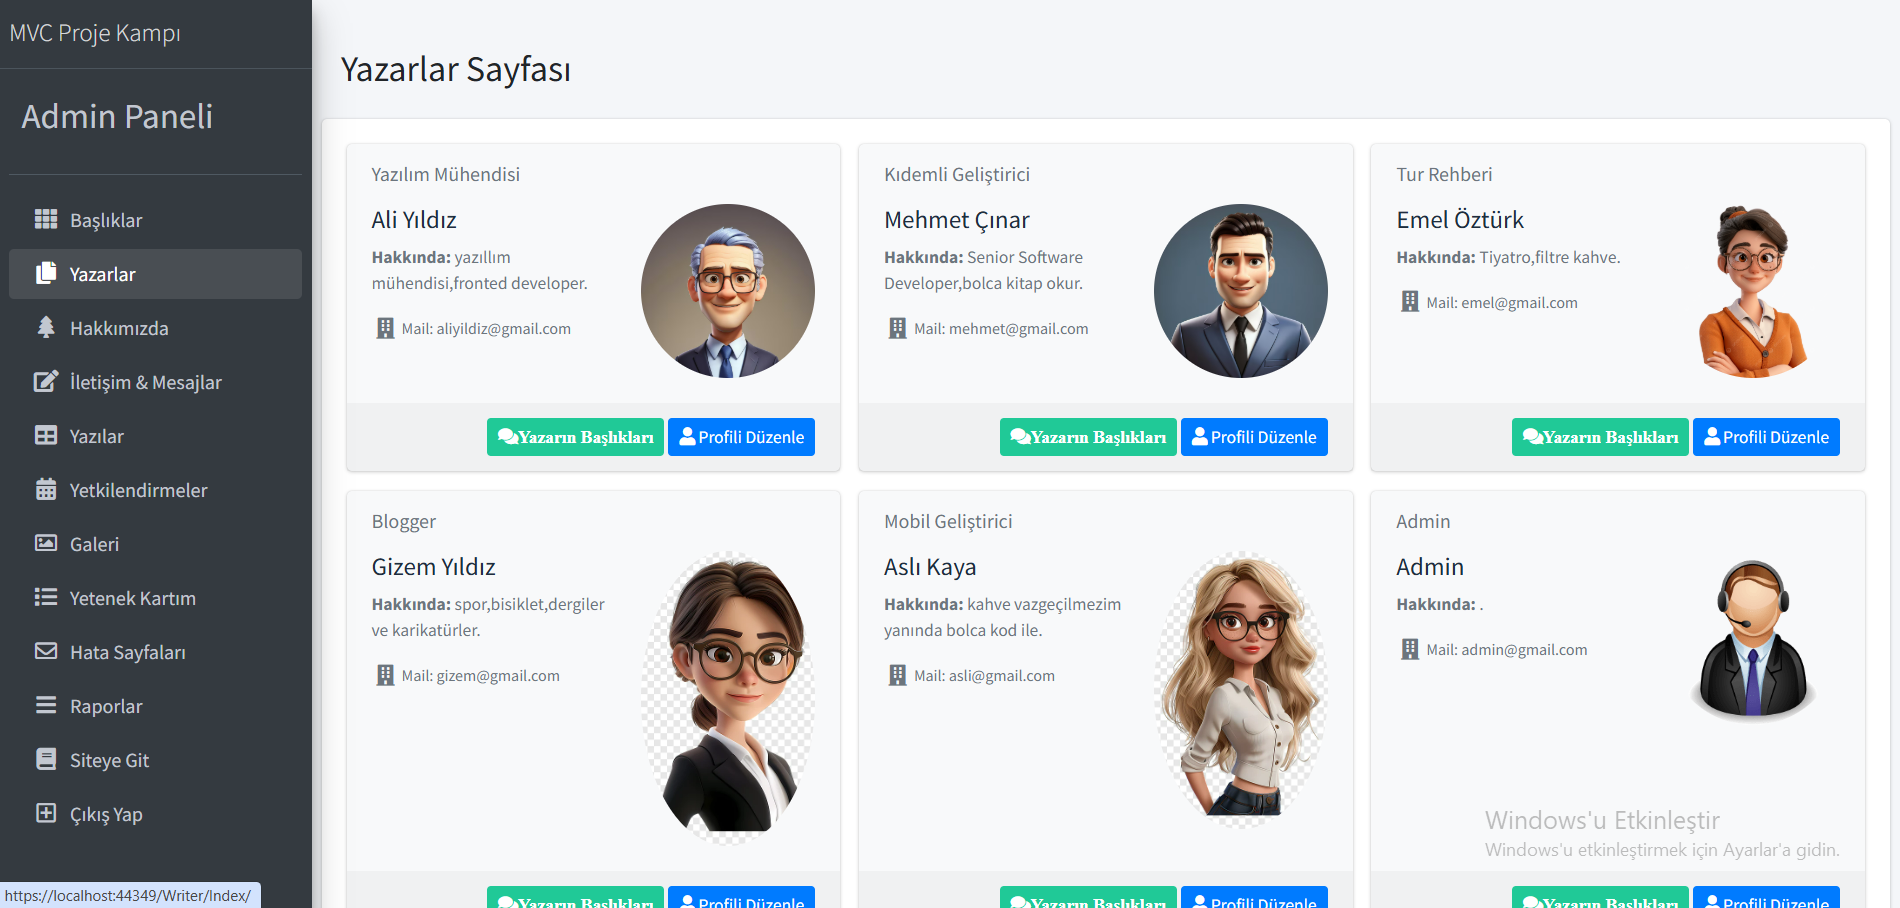 MVC Proje Kampı
Admin Paneli
Başlıklar
Yazarlar
Hakkımızda
İletişim & Mesajlar
Yazılar
Yetkilendirmeler
Galeri
Yetenek Kartım
Hata Sayfaları
Raporlar
Siteye Git
Çıkış Yap
https://localhost:44349/Writer/Index/
Yazarlar Sayfası
Yazılım Mühendisi
Ali Yıldız
Hakkında: yazıllım
mühendisi,fronted developer.
Mail: aliyildiz@gmail.com
Yazarın Başlıkları
Profili Düzenle
Kıdemli Geliştirici
Mehmet Çınar
Hakkında: Senior Software
Developer,bolca kitap okur.
Mail: mehmet@gmail.com
Yazarın Başlıkları
Profili Düzenle
Tur Rehberi
Emel Öztürk
Hakkında: Tiyatro,filtre kahve.
Mail: emel@gmail.com
Yazarın Başlıkları
Profili Düzenle
Blogger
Gizem Yıldız
Hakkında: spor,bisiklet,dergiler
ve karikatürler.
Mail: gizem@gmail.com
Yazarın Başlıkları
Profili Düzenle
Mobil Geliştirici
Aslı Kaya
Hakkında: kahve vazgeçilmezim
yanında bolca kod ile.
Mail: asli@gmail.com
Yazarın Başlıkları
Profili Düzenle
Admin
Admin
Hakkında: .
Mail: admin@gmail.com
Yazarın Başlıkları
Profili Düzenle
Windows'u Etkinleştir
Windows'u etkinleştirmek için Ayarlar'a gidin.